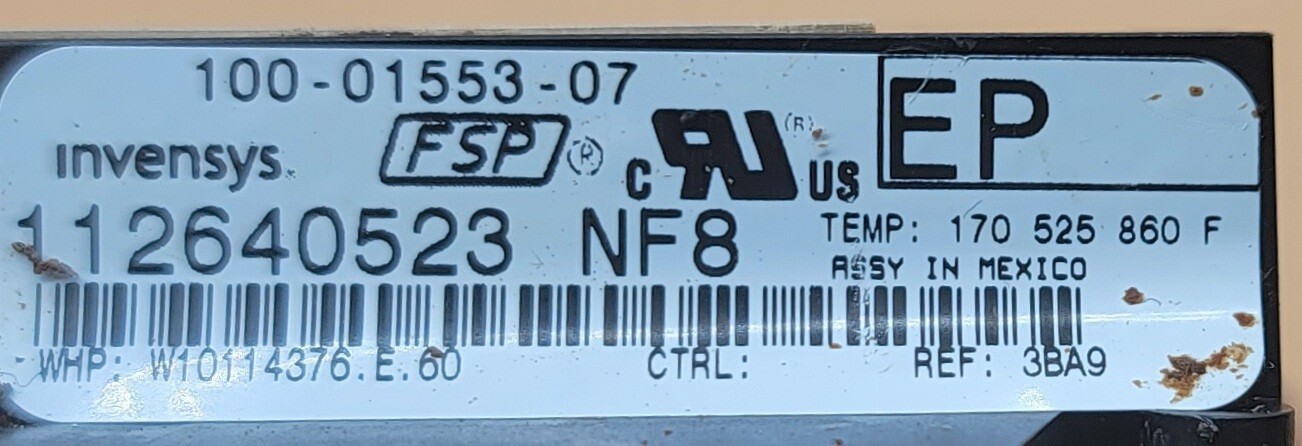 100-01553-07
invensys. FSP (R) c RU (R) US EP
112640523 NF8 TEMP: 170 525 860 F
ASSY IN MEXICO
WHP: W10114376.E.60 CTRL: REF: 3BA9